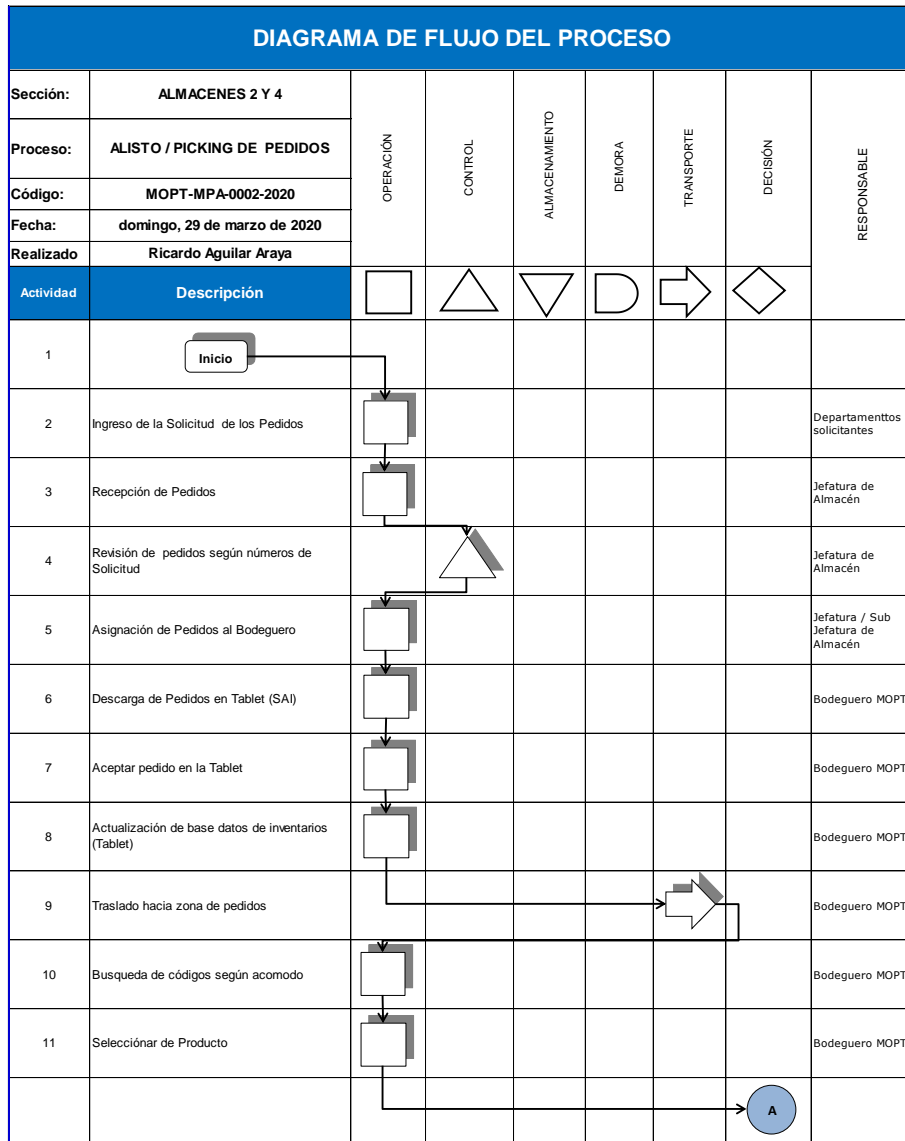 DIAGRAMA DE FLUJO DEL PROCESO
Sección:
ALMACENES 2 Y 4
Proceso:
ALISTO / PICKING DE PEDIDOS
Código:
MOPT-MPA-0002-2020
Fecha:
domingo, 29 de marzo de 2020
Realizado
Ricardo Aguilar Araya
OPERACIÓN
CONTROL
ALMACENAMIENTO
DEMORA
TRANSPORTE
DECISIÓN
RESPONSABLE
Actividad
Descripción
1
Inicio
2
Ingreso de la Solicitud de los Pedidos
Departamenttos
solicitantes
3
Recepción de Pedidos
Jefatura de
Almacén
4
Revisión de pedidos según números de
Solicitud
Jefatura de
Almacén
5
Asignación de Pedidos al Bodeguero
Jefatura / Sub
Jefatura de
Almacén
6
Descarga de Pedidos en Tablet (SAI)
Bodeguero MOPT
7
Aceptar pedido en la Tablet
Bodeguero MOPT
8
Actualización de base datos de inventarios
(Tablet)
Bodeguero MOPT
9
Traslado hacia zona de pedidos
Bodeguero MOPT
10
Busqueda de códigos según acomodo
Bodeguero MOPT
11
Selecciónar de Producto
Bodeguero MOPT
A